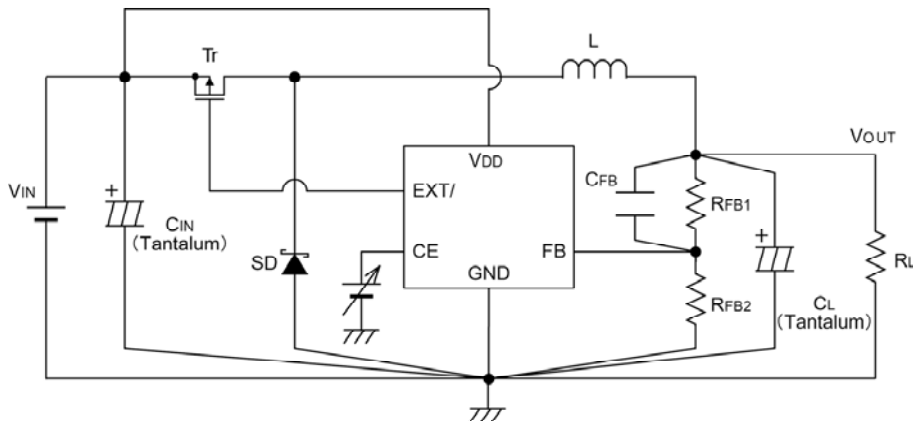 Tr
L
VOUT
VDD
CFB
VIN
+
EXT/
RFB1
CIN
(Tantalum)
+
SD
CE
FB
RL
GND
RFB2
CL
(Tantalum)